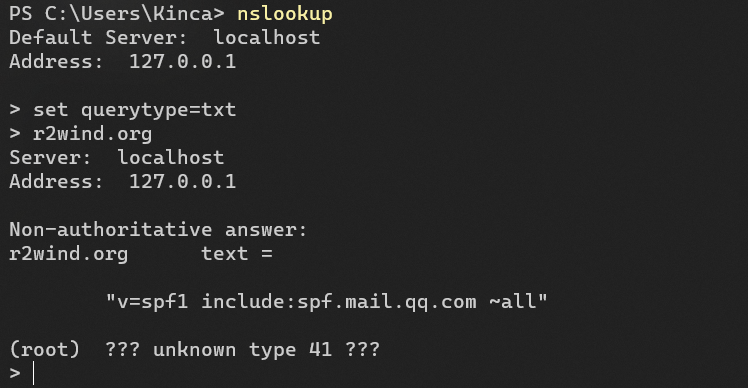 PS C:\Users\Kinca> nslookup
Default Server:  localhost
Address:  127.0.0.1
> set querytype=txt
> r2wind.org
Server:  localhost
Address:  127.0.0.1
Non-authoritative answer:
r2wind.org      text =
"v=spf1 include:spf.mail.qq.com ~all"
(root)  ??? unknown type 41 ???
>